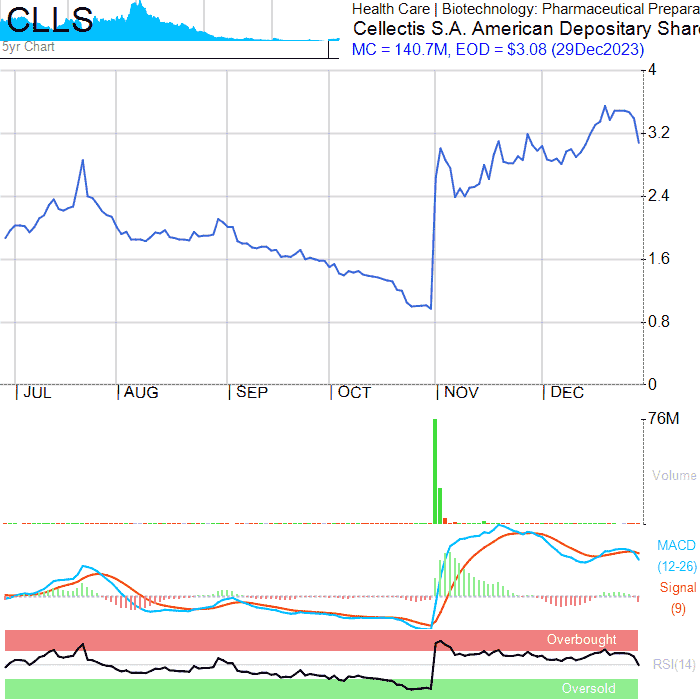 CLLS
5yr Chart
Health Care | Biotechnology: Pharmaceutical Prepara
Cellectis S.A. American Depositary Shar
MC = 140.7M, EOD = $3.08 (29Dec2023)
4
3.2
2.4
1.6
0.8
0
JUL
AUG
SEP
OCT
NOV
DEC
76M
Volume
MACD
(12-26)
Signal
(9)
Overbought
RSI(14)
Oversold